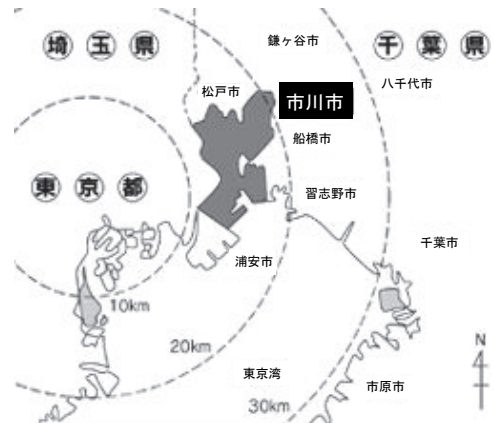 埼玉県
鎌ヶ谷市
千葉県
松戸市
市川市
八千代市
船橋市
東京都
習志野市
千葉市
浦安市
10km
20km
東京湾
市原市
30km
N